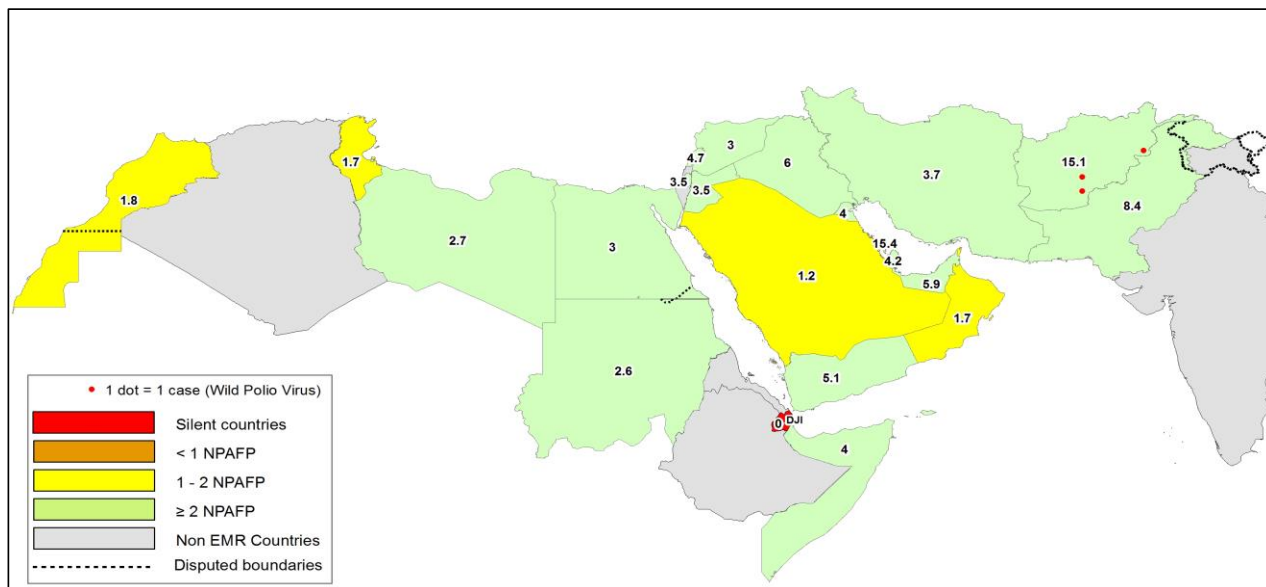 1.8
1.7
2.7
3
2.6
4.7
3
3.5
3.5
6
4
3.7
15.1
8.4
15.4
4.2
5.9
1.2
1.7
5.1
0
DJI
4
1 dot = 1 case (Wild Polio Virus)
Silent countries
< 1 NPAFP
1 - 2 NPAFP
≥ 2 NPAFP
Non EMR Countries
Disputed boundaries